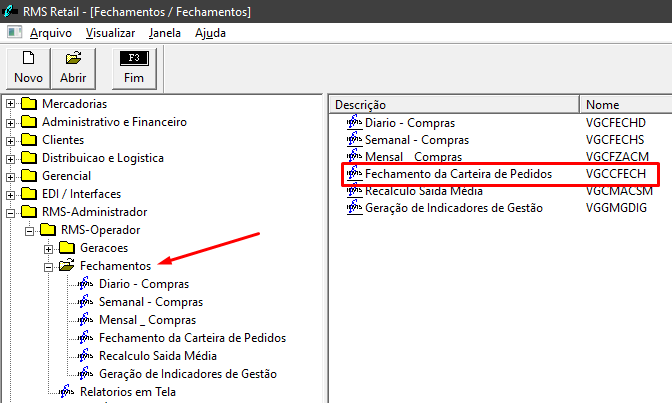 RMS Retail - [Fechamentos / Fechamentos]
Arquivo Visualizar Janela Ajuda
F3
Novo Abrir Fim
Mercadorias
Administrativo e Financeiro
Clientes
Distribuicao e Logistica
Gerencial
EDI / Interfaces
RMS-Administrador
RMS-Operador
Geracoes
Fechamentos
Diario - Compras
Semanal - Compras
Mensal _ Compras
Fechamento da Carteira de Pedidos
Recalculo Saida Média
Geração de Indicadores de Gestão
Relatorios em Tela
Descrição Nome
Diario - Compras VGCFECHD
Semanal - Compras VGCFECHS
Mensal _ Compras VGCFZACM
Fechamento da Carteira de Pedidos VGCCFECH
Recalculo Saida Média VGCMACSM
Geração de Indicadores de Gestão VGGMGDIG